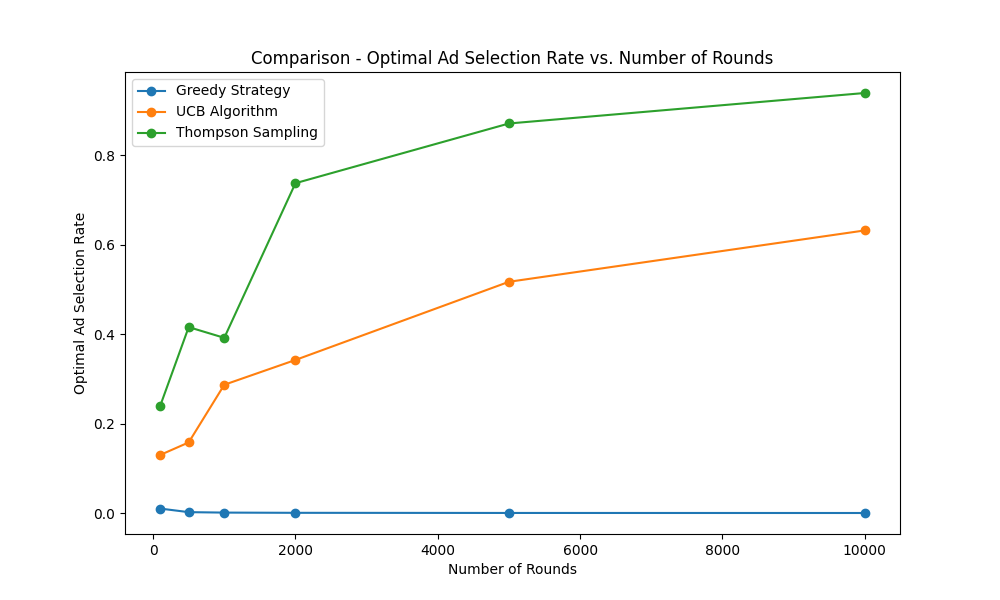 Comparison - Optimal Ad Selection Rate vs. Number of Rounds
Greedy Strategy
UCB Algorithm
Thompson Sampling
Optimal Ad Selection Rate
0.8
0.6
0.4
0.2
0.0
0 2000 4000 6000 8000 10000
Number of Rounds